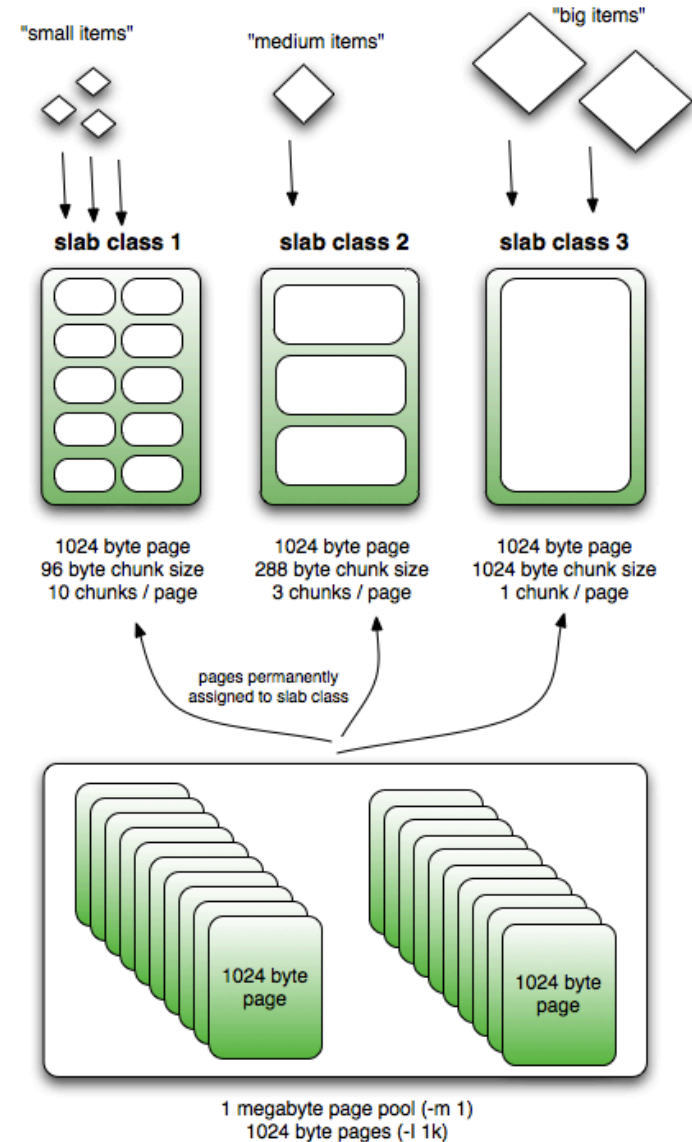 "small items"
"medium items"
"big items"
slab class 1
slab class 2
slab class 3
1024 byte page
96 byte chunk size
10 chunks / page
1024 byte page
288 byte chunk size
3 chunks / page
1024 byte page
1024 byte chunk size
1 chunk / page
pages permanently
assigned to slab class
1024 byte
page
1024 byte
page
1 megabyte page pool (-m 1)
1024 byte pages (-I 1k)